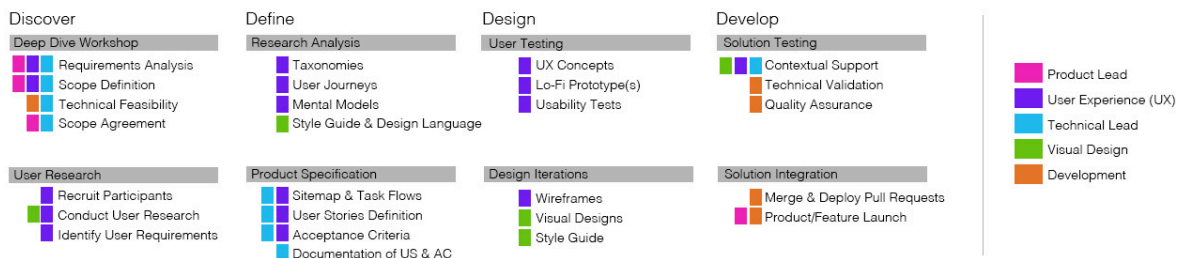 Discover
Deep Dive Workshop
Requirements Analysis
Scope Definition
Technical Feasibility
Scope Agreement
User Research
Recruit Participants
Conduct User Research
Identify User Requirements
Define
Research Analysis
Taxonomies
User Journeys
Mental Models
Style Guide & Design Language
Product Specification
Sitemap & Task Flows
User Stories Definition
Acceptance Criteria
Documentation of US & AC
Design
User Testing
UX Concepts
Lo-Fi Prototype(s)
Usability Tests
Design Iterations
Wireframes
Visual Designs
Style Guide
Develop
Solution Testing
Contextual Support
Technical Validation
Quality Assurance
Solution Integration
Merge & Deploy Pull Requests
Product/Feature Launch
Product Lead
User Experience (UX)
Technical Lead
Visual Design
Development